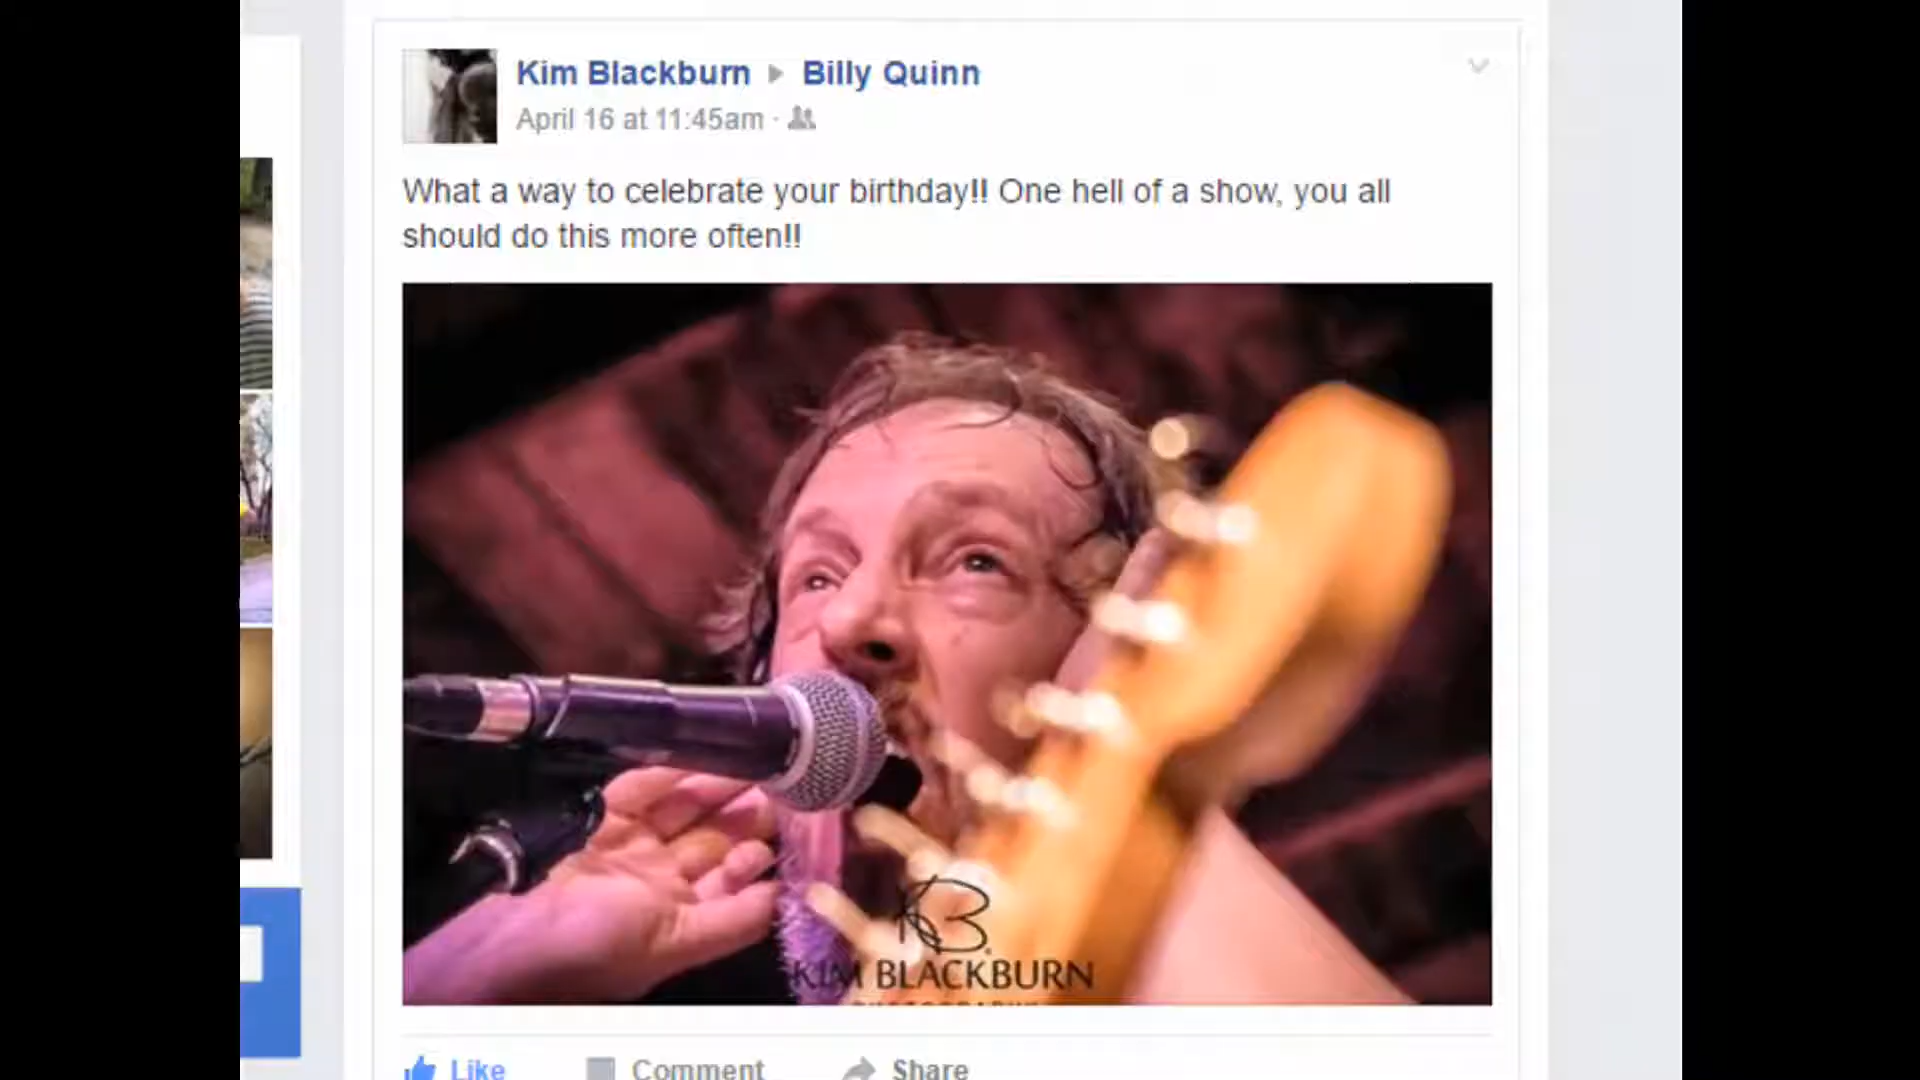 Kim Blackburn ▸ Billy Quinn
April 16 at 11:45am ·
What a way to celebrate your birthday!! One hell of a show, you all
should do this more often!!
KB
KIM BLACKBURN
Like Comment Share